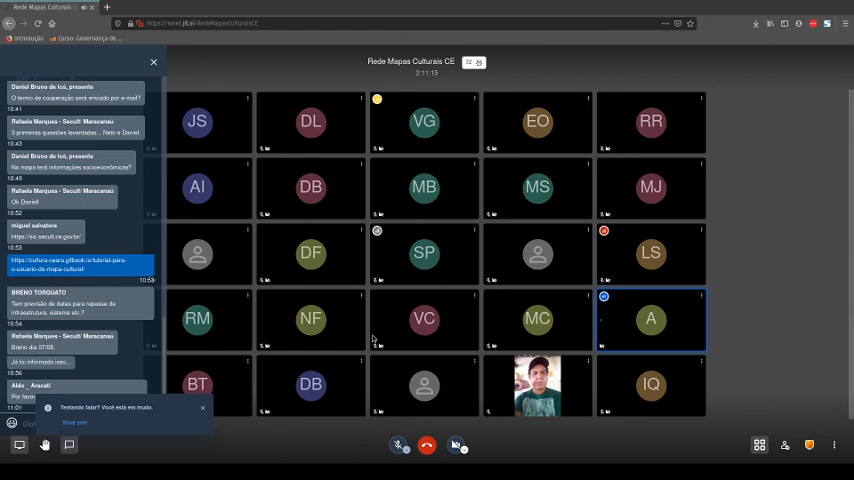 Rede Mapas Culturais C
https://meet.jit.si/RedeMapasCulturaisCE
Introdução
Curso: Governança de ...
Rede Mapas Culturais CE
32
2:11:15
Daniel Bruno de Icó, presente
O termo de cooperação será enviado por e-mail?
10:41
Rafaela Marques - Secult/ Maracanaú
3 primeiras questões levantadas... Neto e Daniel.
10:43
Daniel Bruno de Icó, presente
No mapa terá informações socioeconômicas?
10:49
Rafaela Marques - Secult/ Maracanaú
Ok Daniell
10:52
miguel salvatore
https://sic.secult.ce.gov.br/
10:53
https://cultura-ceara.gitbook.io/tutorial-para-
o-usuario-do-mapa-cultural/
10:53
BRENO TORQUATO
Tem previsão de datas para repasse da
infraestrutura, sistema etc.?
10:54
Rafaela Marques - Secult/ Maracanaú
Breno dia 07/08.
Já foi informado isso...
10:56
Aldo _ Aracati
Por favo
11:01
Digi
Tentando falar? Você está em mudo.
Ativar som
JS
DL
VG
EO
RR
AI
DB
MB
MS
MJ
DF
SP
LS
RM
NF
VC
MC
A
BT
DB
IQ